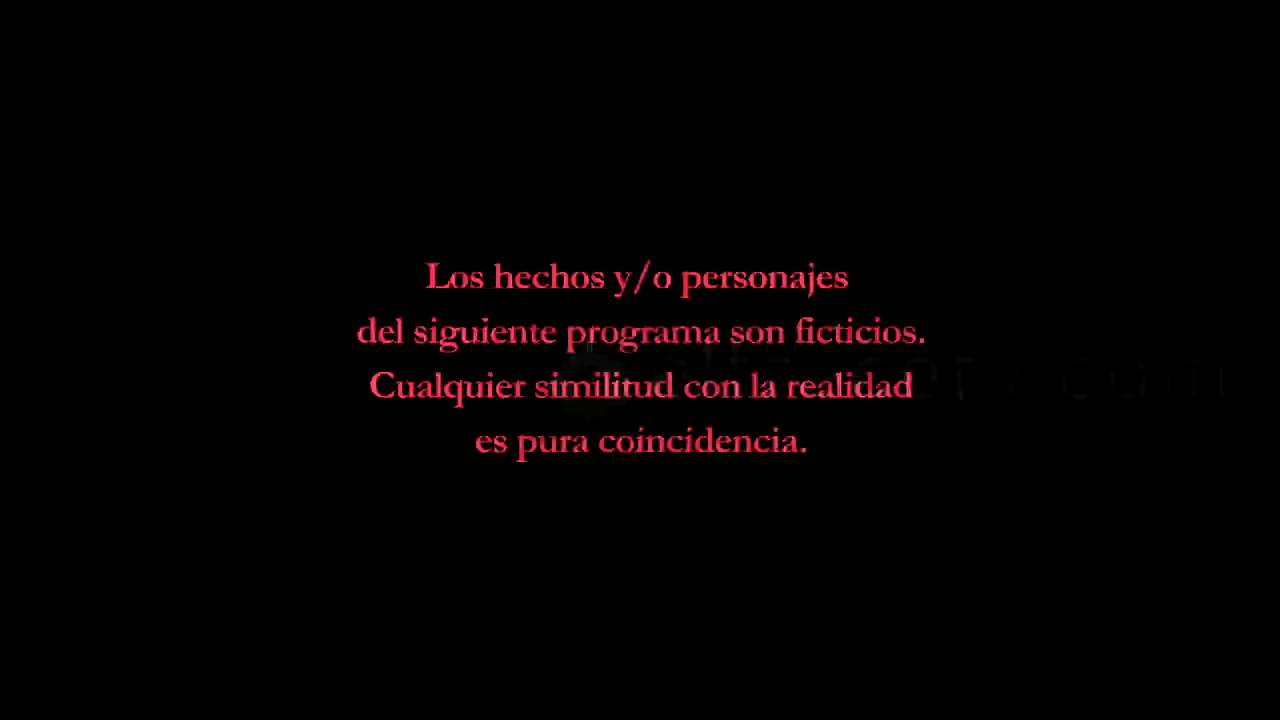 Los hechos y/o personajes
del siguiente programa son ficticios.
Cualquier similitud con la realidad
es pura coincidencia.